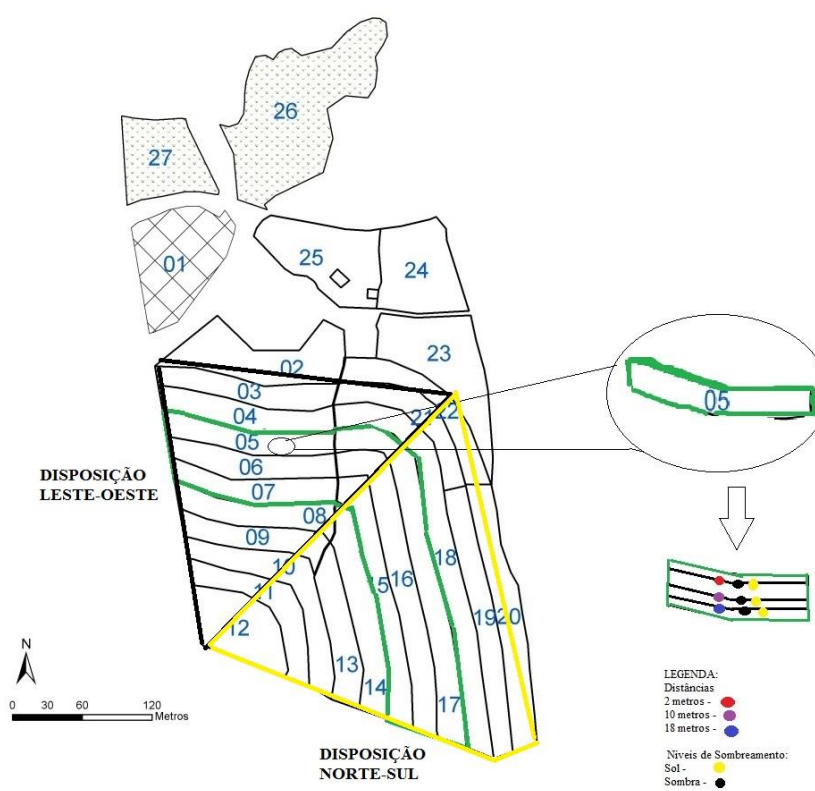 26
27
01
25
24
23
02
03
04
21
22
05
05
06
DISPOSIÇÃO
LESTE-OESTE
07
08
09
10
11
12
15
16
18
19
20
13
14
17
N
0 30 60 120
Metros
DISPOSIÇÃO
NORTE-SUL
LEGENDA:
Distâncias
2 metros -
10 metros -
18 metros -
Niveis de Sombreamento:
Sol -
Sombra -